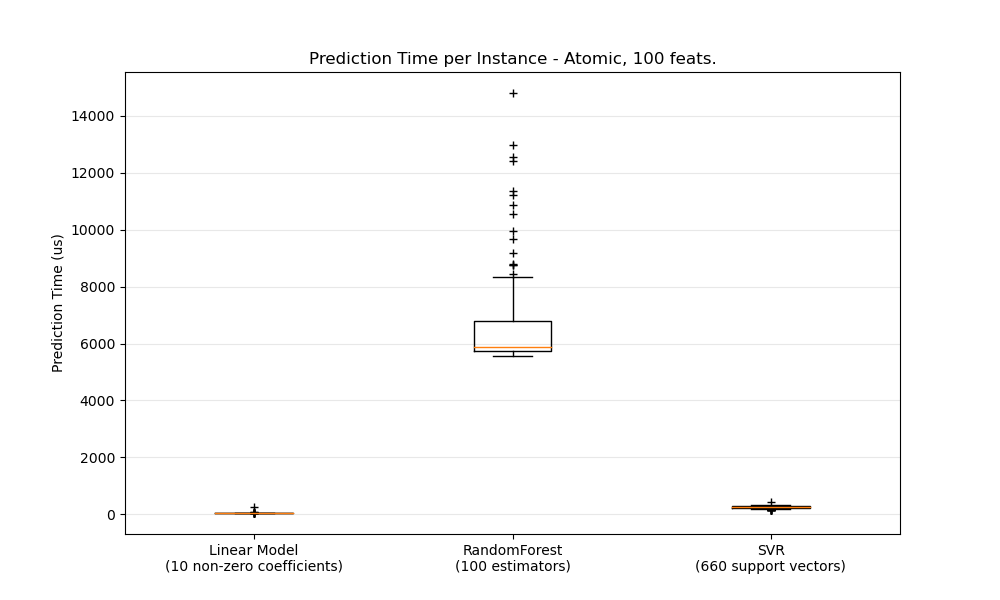 Prediction Time per Instance - Atomic, 100 feats.
Prediction Time (us)
14000
12000
10000
8000
6000
4000
2000
0
Linear Model
(10 non-zero coefficients)
RandomForest
(100 estimators)
SVR
(660 support vectors)